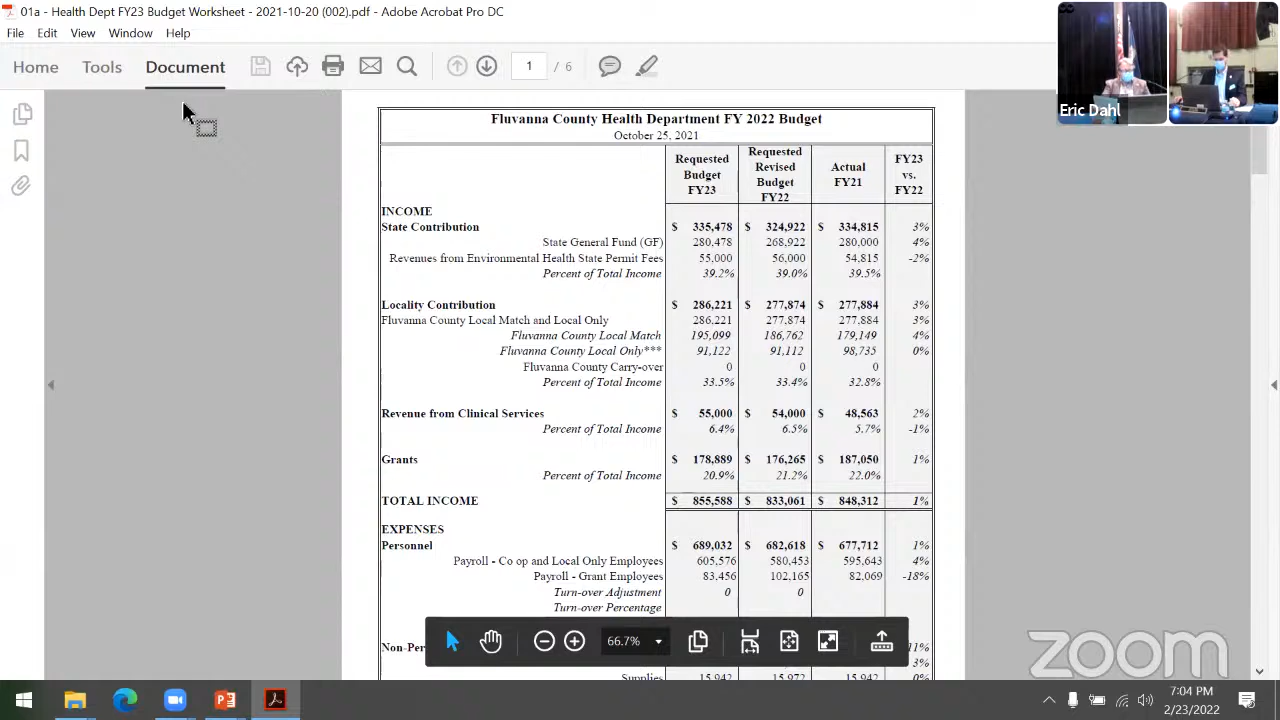 01a - Health Dept FY23 Budget Worksheet - 2021-10-20 (002).pdf - Adobe Acrobat Pro DC
File Edit View Window Help
Home Tools Document 1 / 6
Eric Dahl
Fluvanna County Health Department FY 2022 Budget
October 25, 2021
Requested Budget FY23 Requested Revised Budget FY22 Actual FY21 FY23 vs. FY22
INCOME
State Contribution $ 335,478 $ 324,922 $ 334,815 3%
State General Fund (GF) 280,478 268,922 280,000 4%
Revenues from Environmental Health State Permit Fees 55,000 56,000 54,815 -2%
Percent of Total Income 39.2% 39.0% 39.5%
Locality Contribution $ 286,221 $ 277,874 $ 277,884 3%
Fluvanna County Local Match and Local Only 286,221 277,874 277,884 3%
Fluvanna County Local Match 195,099 186,762 179,149 4%
Fluvanna County Local Only*** 91,122 91,112 98,735 0%
Fluvanna County Carry-over 0 0 0
Percent of Total Income 33.5% 33.4% 32.8%
Revenue from Clinical Services $ 55,000 $ 54,000 $ 48,563 2%
Percent of Total Income 6.4% 6.5% 5.7% -1%
Grants $ 178,889 $ 176,265 $ 187,050 1%
Percent of Total Income 20.9% 21.2% 22.0%
TOTAL INCOME $ 855,588 $ 833,061 $ 848,312 1%
EXPENSES
Personnel $ 689,032 $ 682,618 $ 677,712 1%
Payroll - Co op and Local Only Employees 605,576 580,453 595,643 4%
Payroll - Grant Employees 83,456 102,165 82,069 -18%
Turn-over Adjustment 0 0
Turn-over Percentage
66.7%
Non-Per 11%
3%
Supplies 15,942 15,972 15,942 0%
zoom
7:04 PM
2/23/2022